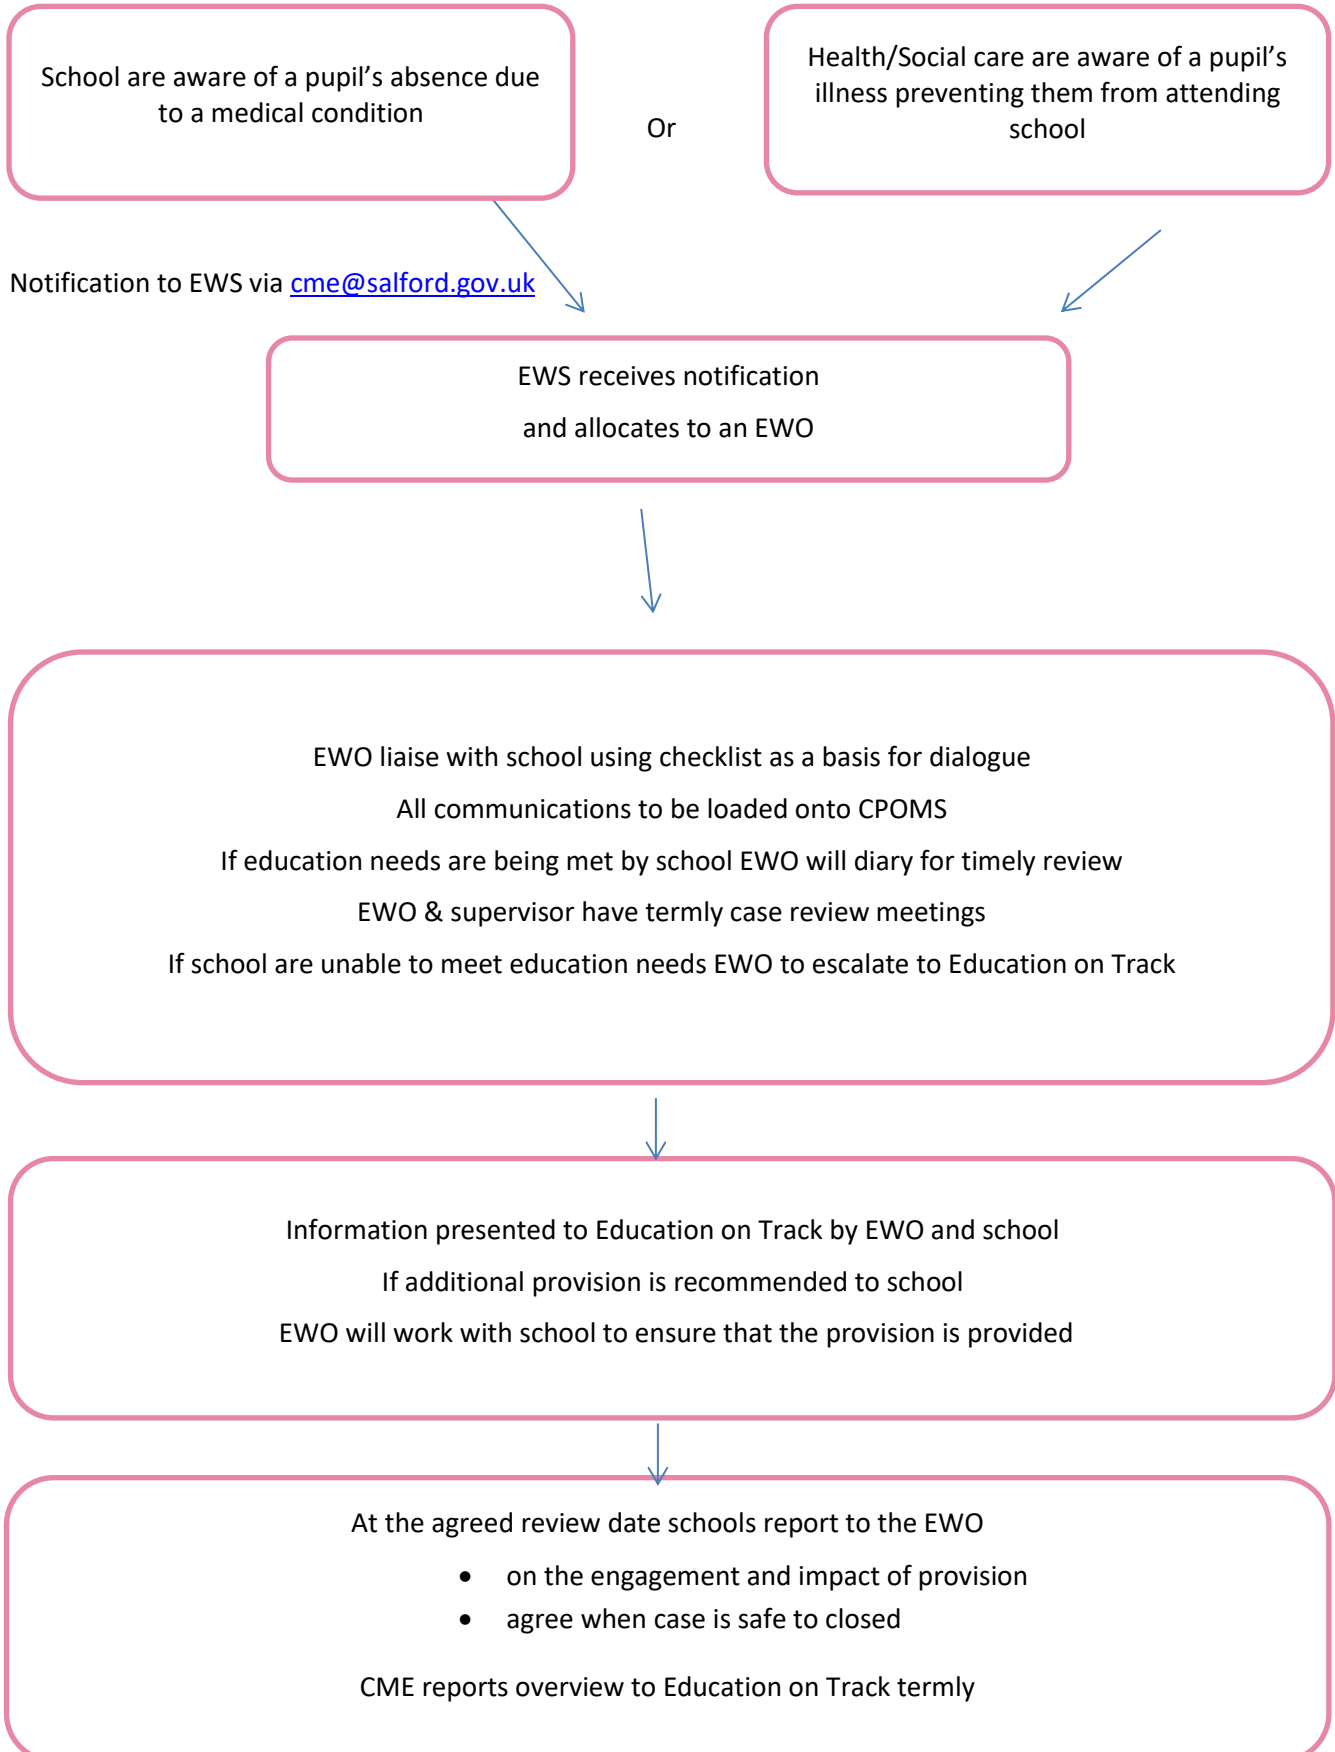 School are aware of a pupil’s absence due
to a medical condition
Or
Health/Social care are aware of a pupil’s
illness preventing them from attending
school
Notification to EWS via cme@salford.gov.uk
EWS receives notification
and allocates to an EWO
EWO liaise with school using checklist as a basis for dialogue
All communications to be loaded onto CPOMS
If education needs are being met by school EWO will diary for timely review
EWO & supervisor have termly case review meetings
If school are unable to meet education needs EWO to escalate to Education on Track
Information presented to Education on Track by EWO and school
If additional provision is recommended to school
EWO will work with school to ensure that the provision is provided
At the agreed review date schools report to the EWO
• on the engagement and impact of provision
• agree when case is safe to closed
CME reports overview to Education on Track termly